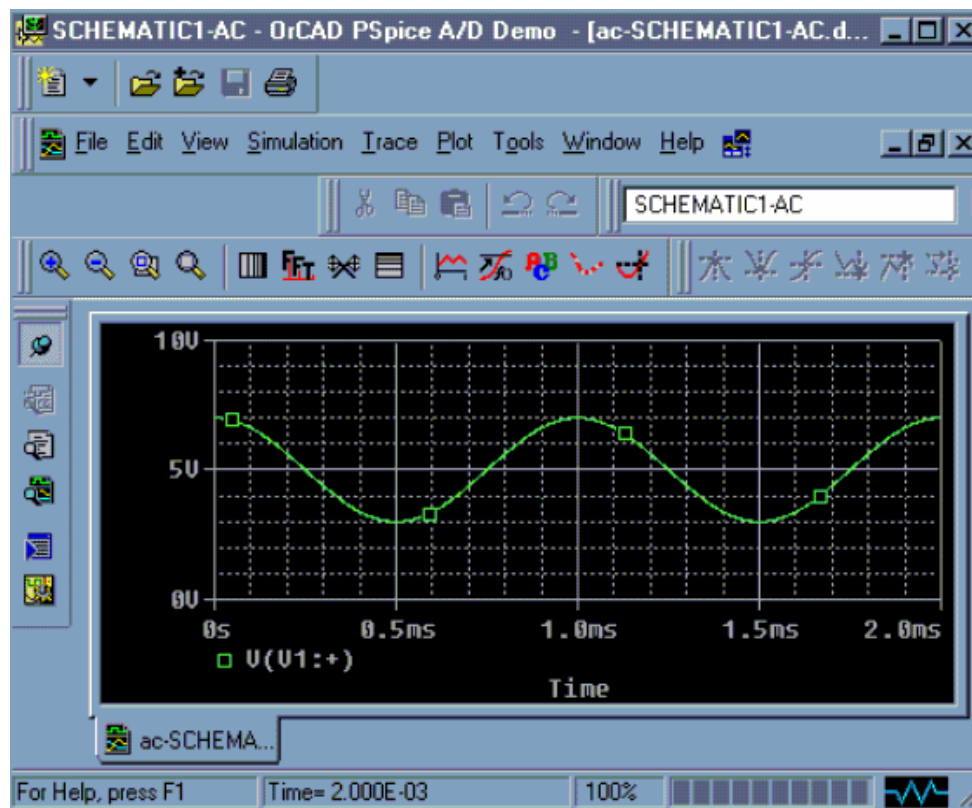 SCHEMATIC1-AC - OrCAD PSpice A/D Demo - [ac-SCHEMATIC1-AC.d...
File Edit View Simulation Trace Plot Tools Window Help
SCHEMATIC1-AC
FFT
ABC
10V
5V
0V
0s 0.5ms 1.0ms 1.5ms 2.0ms
V(V1:+)
Time
ac-SCHEMA...
For Help, press F1 Time= 2.000E-03 100%